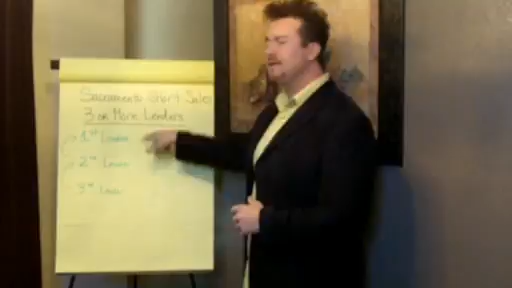 Sacramento Short Sales
3 or More Lenders
1st Lender
2nd Lender
3rd